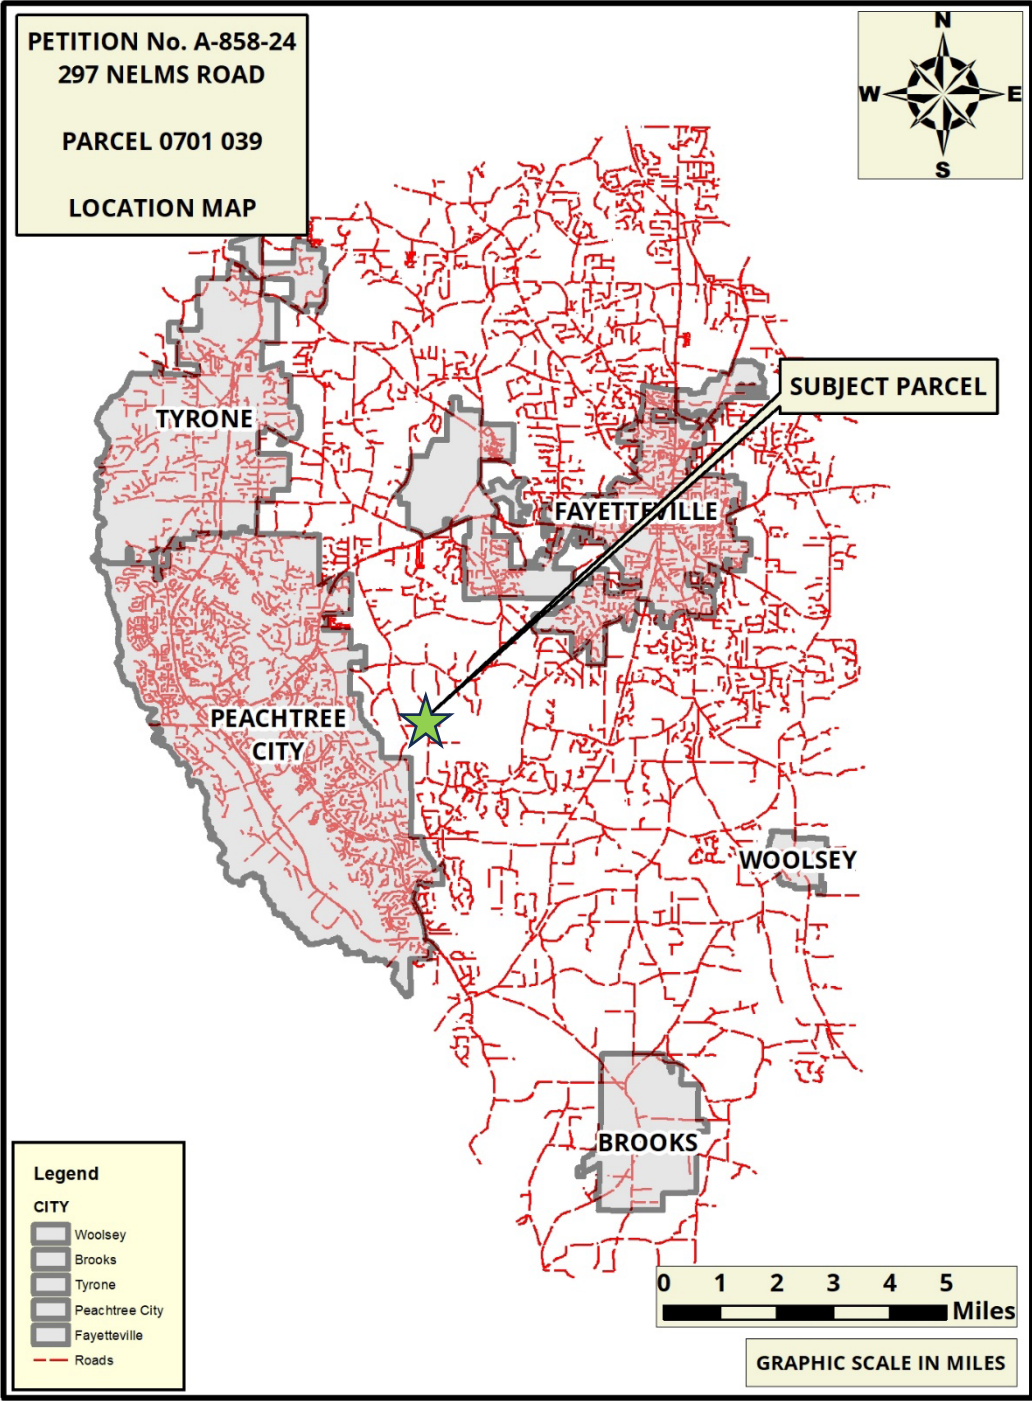 PETITION No. A-858-24
297 NELMS ROAD
PARCEL 0701 039
LOCATION MAP
N
W
E
S
SUBJECT PARCEL
TYRONE
FAYETTEVILLE
PEACHTREE
CITY
WOOLSEY
BROOKS
Legend
CITY
Woolsey
Brooks
Tyrone
Peachtree City
Fayetteville
Roads
0 1 2 3 4 5
Miles
GRAPHIC SCALE IN MILES